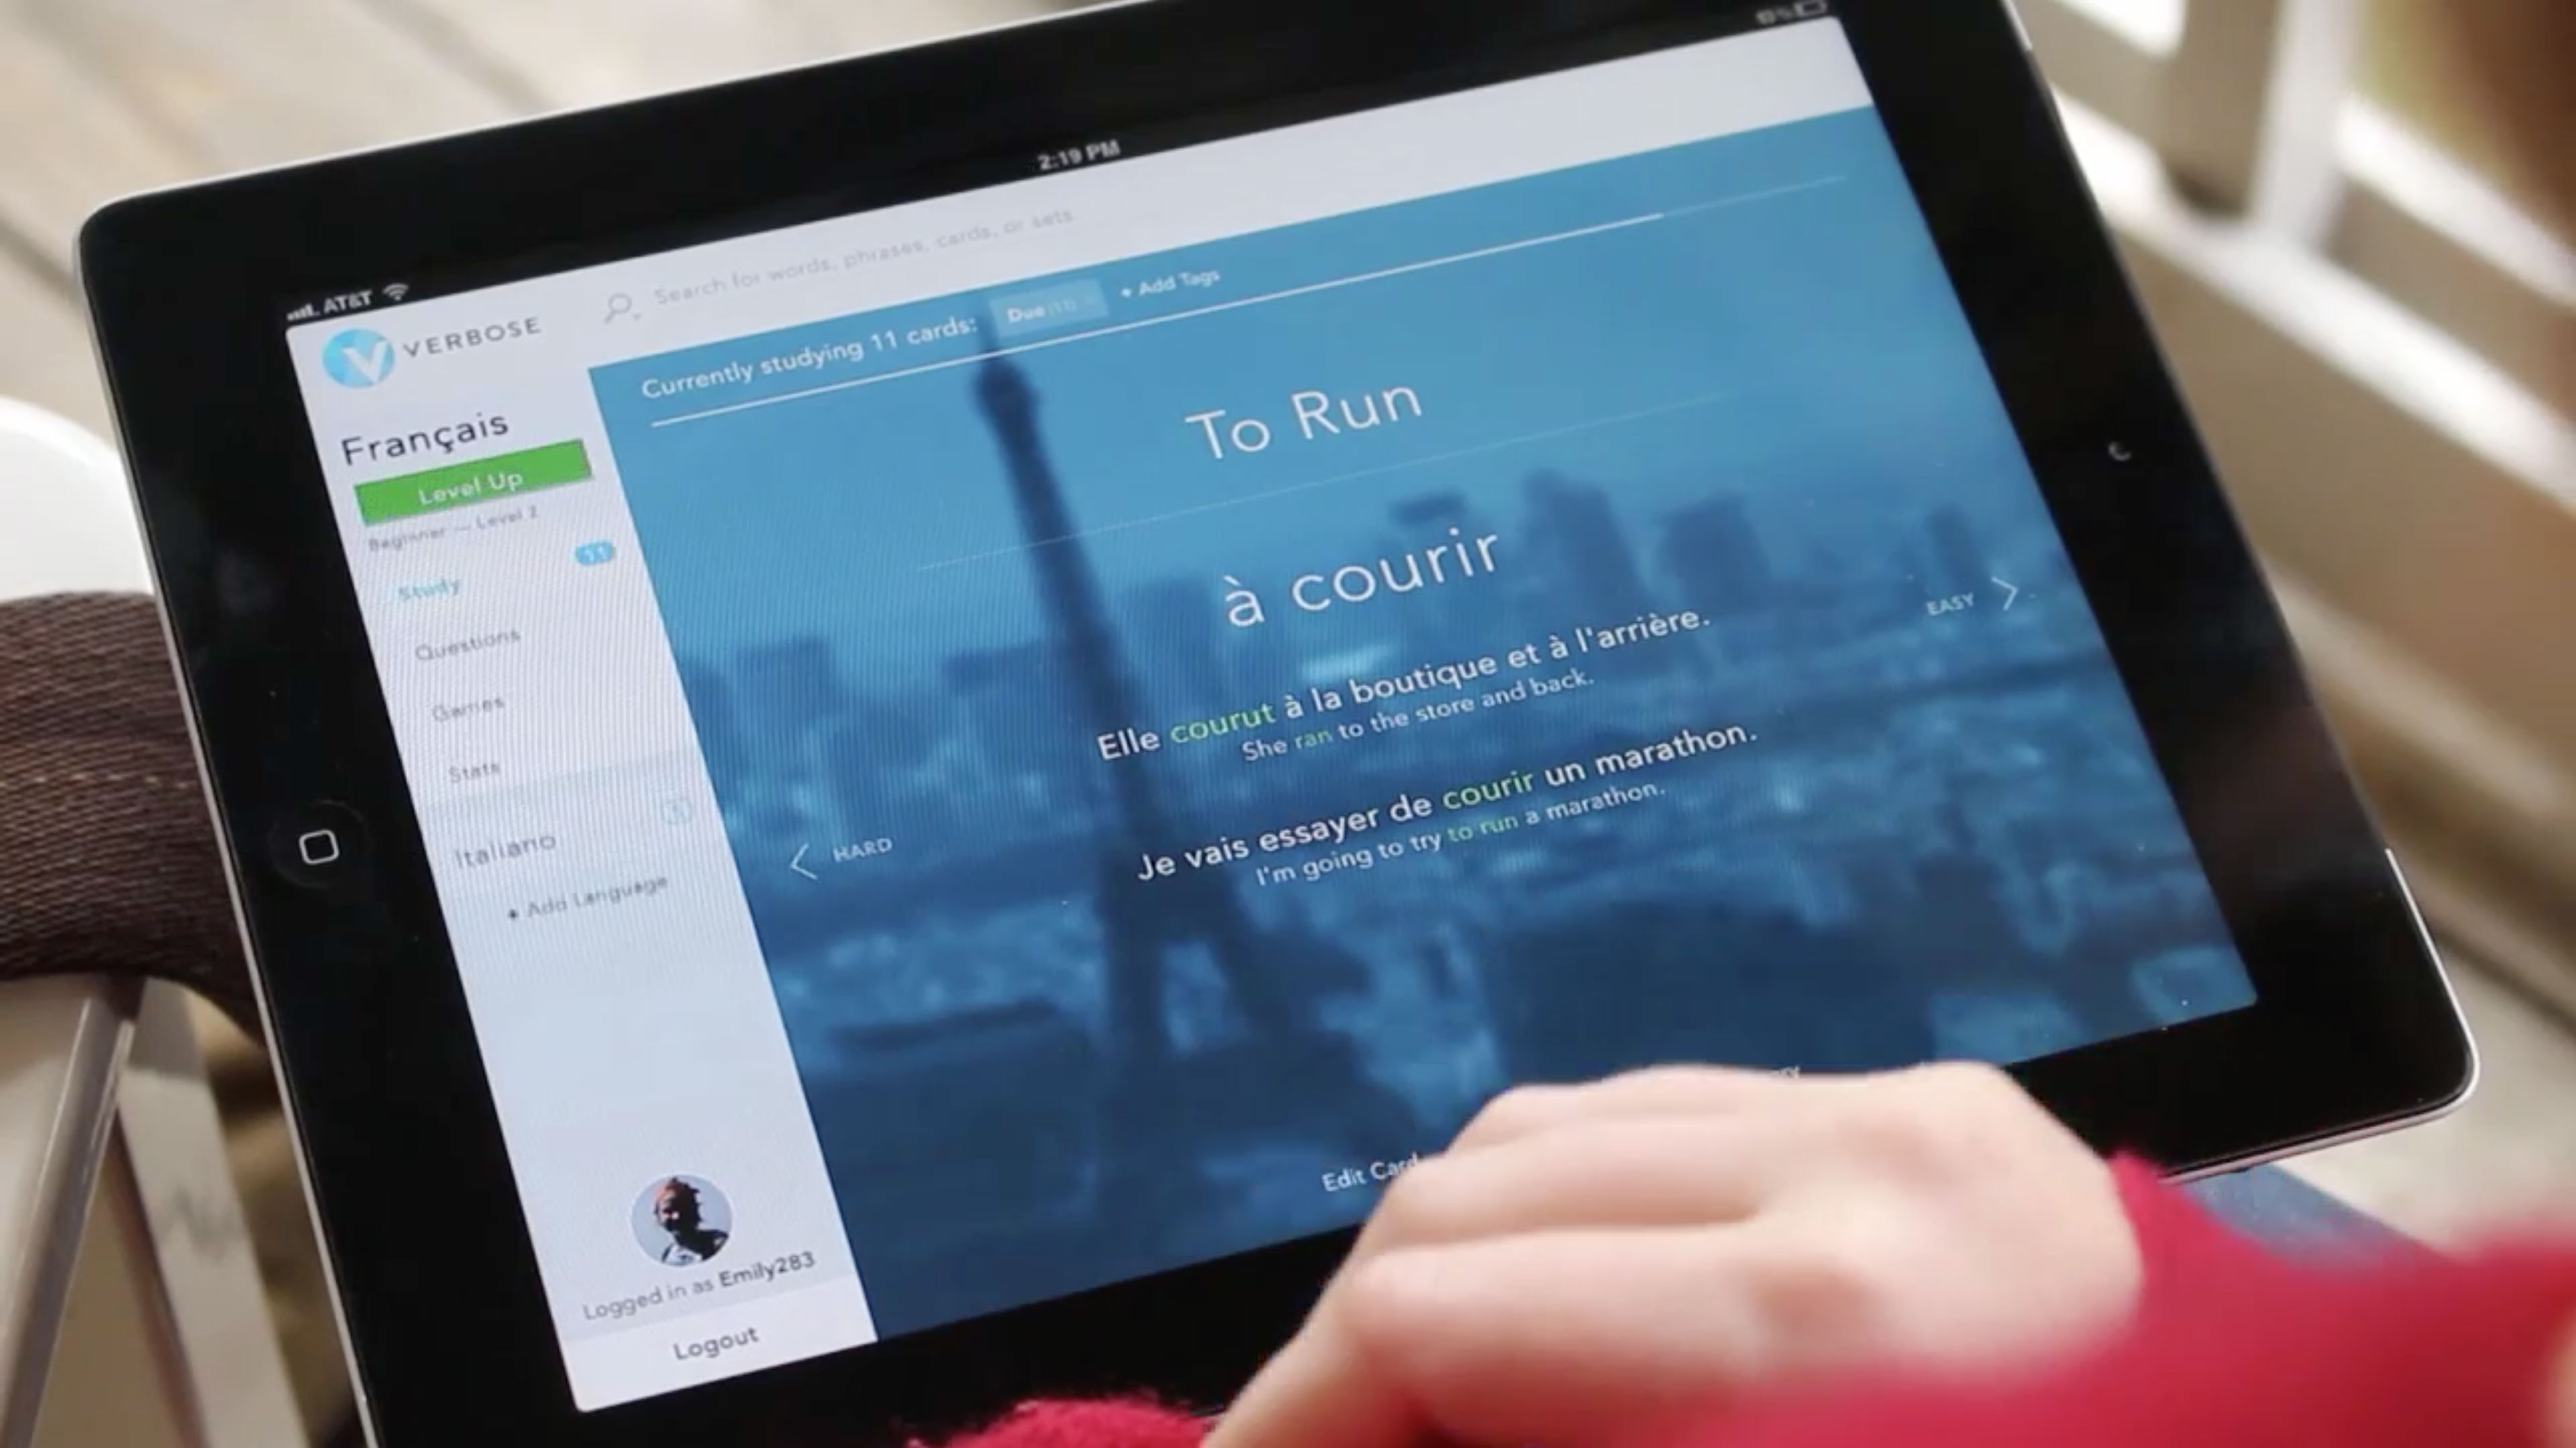 AT&T
2:19 PM
VERBOSE
Search for words, phrases, cards, or sets
Français
Level Up
Beginner — Level 2
Study 11
Questions
Games
Stats
Italiano
+ Add Language
Logged in as Emily283
Logout
Currently studying 11 cards: Due (11) + Add Tags
To Run
à courir
Elle courut à la boutique et à l'arrière.
She ran to the store and back.
Je vais essayer de courir un marathon.
I'm going to try to run a marathon.
HARD
EASY
Edit Card